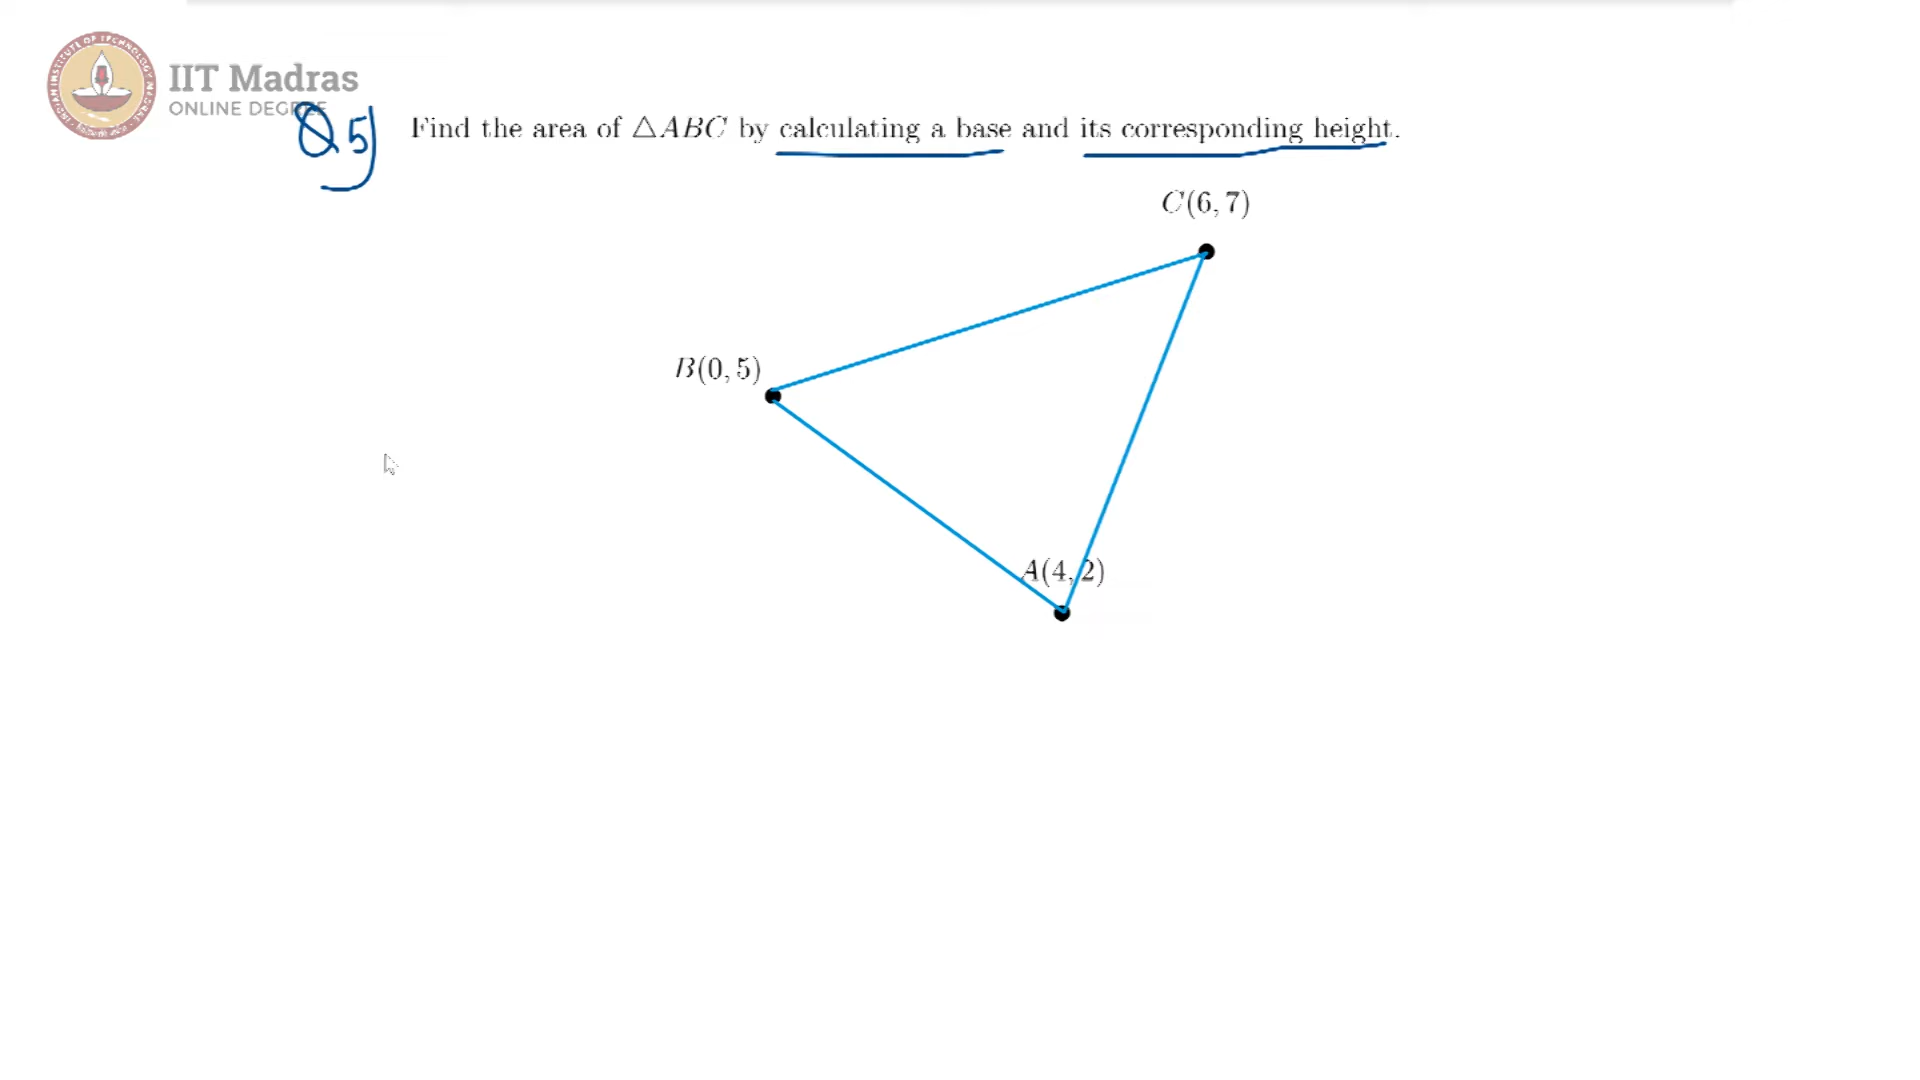 IIT Madras
ONLINE DEGREE
Q5) Find the area of △ABC by calculating a base and its corresponding height.
C(6, 7)
B(0, 5)
A(4, 2)